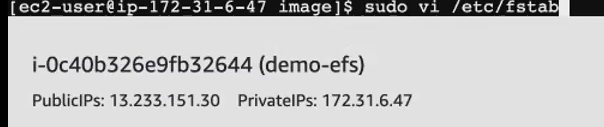 [ec2-user@ip-172-31-6-47 image]$ sudo vi /etc/fstab
i-0c40b326e9fb32644 (demo-efs)
PublicIPs: 13.233.151.30 PrivateIPs: 172.31.6.47